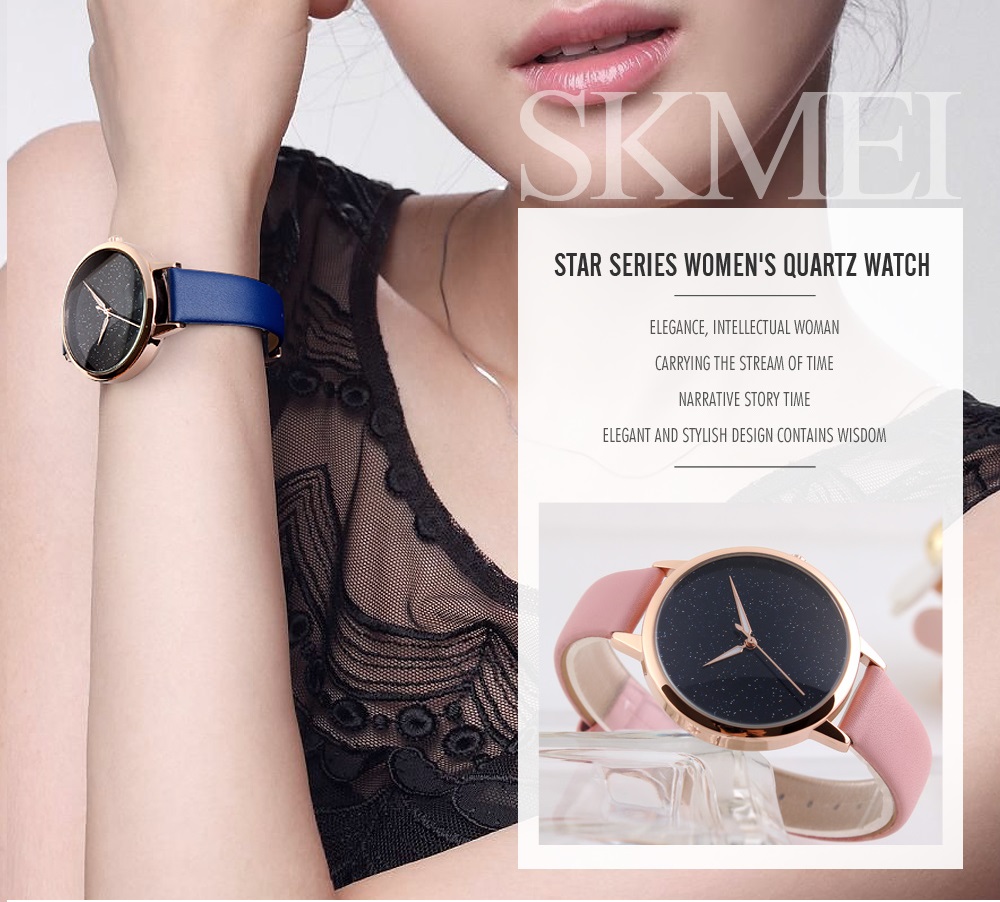 SKMEI
STAR SERIES WOMEN'S QUARTZ WATCH
ELEGANCE, INTELLECTUAL WOMAN
CARRYING THE STREAM OF TIME
NARRATIVE STORY TIME
ELEGANT AND STYLISH DESIGN CONTAINS WISDOM